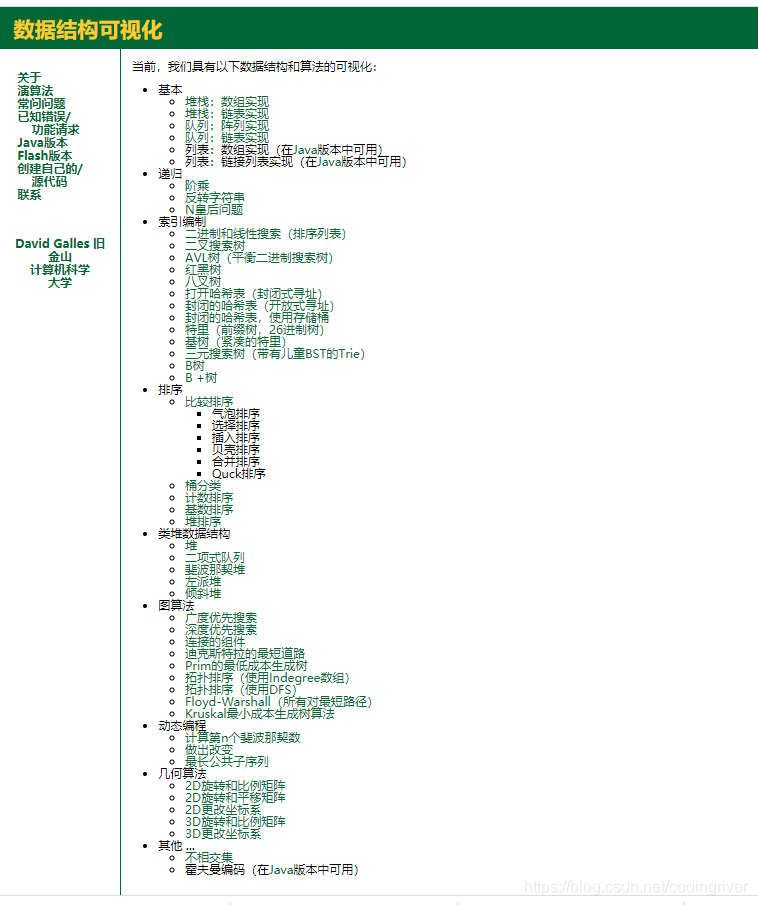 数据结构可视化
关于
演算法
常问问题
已知错误/
功能请求
Java版本
Flash版本
创建自己的/
源代码
联系
David Galles 旧
金山
计算机科学
大学
当前，我们具有以下数据结构和算法的可视化：
基本
堆栈：数组实现
堆栈：链表实现
队列：阵列实现
队列：链表实现
列表：数组实现（在Java版本中可用）
列表：链接列表实现（在Java版本中可用）
递归
阶乘
反转字符串
N皇后问题
索引编制
二进制和线性搜索（排序列表）
二叉搜索树
AVL树（平衡二进制搜索树）
红黑树
八叉树
打开哈希表（封闭式寻址）
封闭的哈希表（开放式寻址）
封闭的哈希表，使用存储桶
特里（前缀树，26进制树）
基树（紧凑的特里）
三元搜索树（带有儿童BST的Trie）
B树
B +树
排序
比较排序
气泡排序
选择排序
插入排序
贝壳排序
合并排序
Quck排序
桶分类
计数排序
基数排序
堆排序
类堆数据结构
堆
二项式队列
斐波那契堆
左派堆
倾斜堆
图算法
广度优先搜索
深度优先搜索
连接的组件
迪克斯特拉的最短道路
Prim的最低成本生成树
拓扑排序（使用Indegree数组）
拓扑排序（使用DFS）
Floyd-Warshall（所有对最短路径）
Kruskal最小成本生成树算法
动态编程
计算第n个斐波那契数
做出改变
最长公共子序列
几何算法
2D旋转和比例矩阵
2D旋转和平移矩阵
2D更改坐标系
3D旋转和比例矩阵
3D更改坐标系
其他 ...
不相交集
霍夫曼编码（在Java版本中可用）
https://blog.csdn.net/codingriver